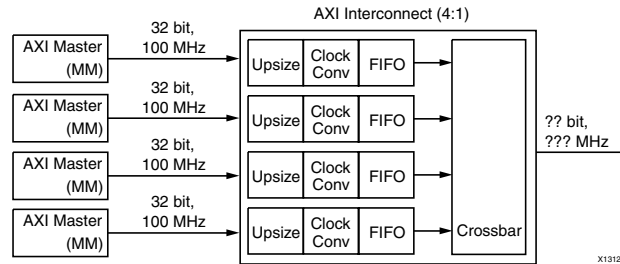 AXI Interconnect (4:1)
AXI Master
(MM)
32 bit,
100 MHz
Upsize
Clock
Conv
FIFO
AXI Master
(MM)
32 bit,
100 MHz
Upsize
Clock
Conv
FIFO
AXI Master
(MM)
32 bit,
100 MHz
Upsize
Clock
Conv
FIFO
AXI Master
(MM)
32 bit,
100 MHz
Upsize
Clock
Conv
FIFO
Crossbar
?? bit,
??? MHz
X1312